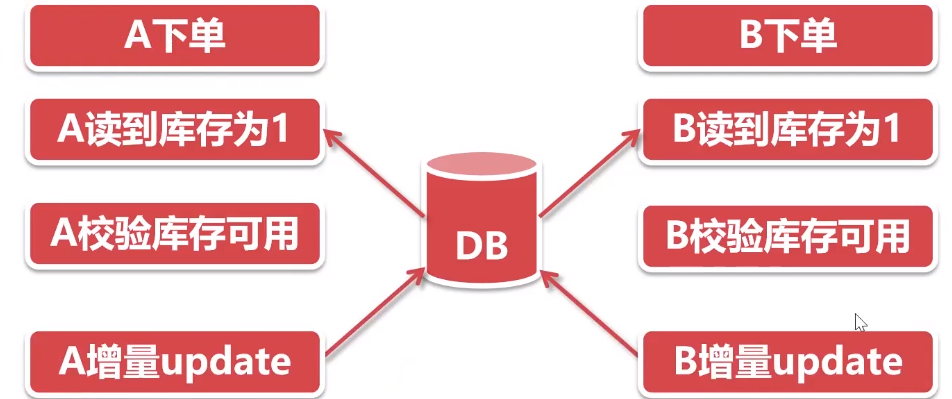 A下单
B下单
A读到库存为1
B读到库存为1
A校验库存可用
B校验库存可用
DB
A增量update
B增量update